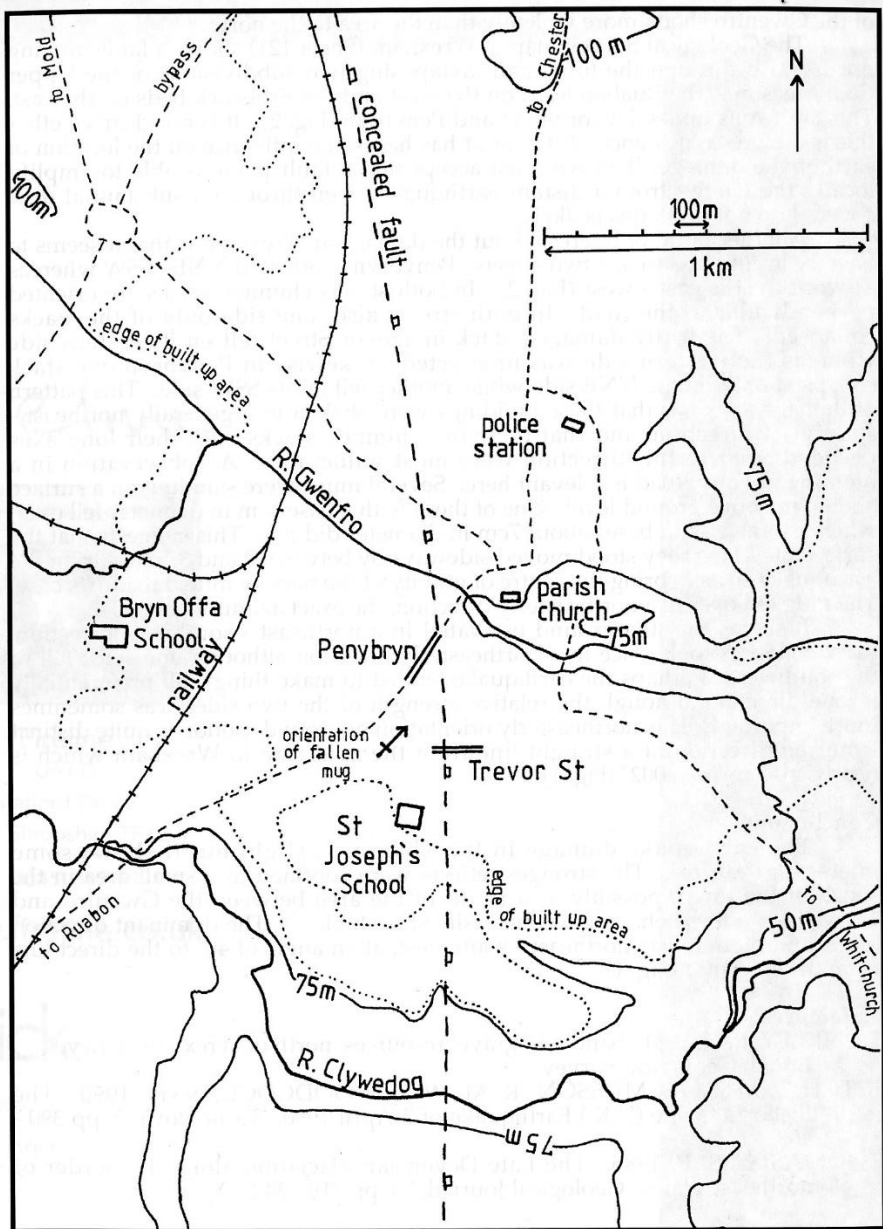 to Mold
bypass
concealed fault
to Chester
100 m
N
100m
100m
1km
edge of built up area
R. Gwenfro
police
station
75m
parish
church
75m
Bryn Offa
School
railway
Penybryn
orientation
of fallen
mug
Trevor St
St
Joseph's
School
edge
of built up area
to Ruabon
to
Whitchurch
50m
75m
R. Clywedog
75m